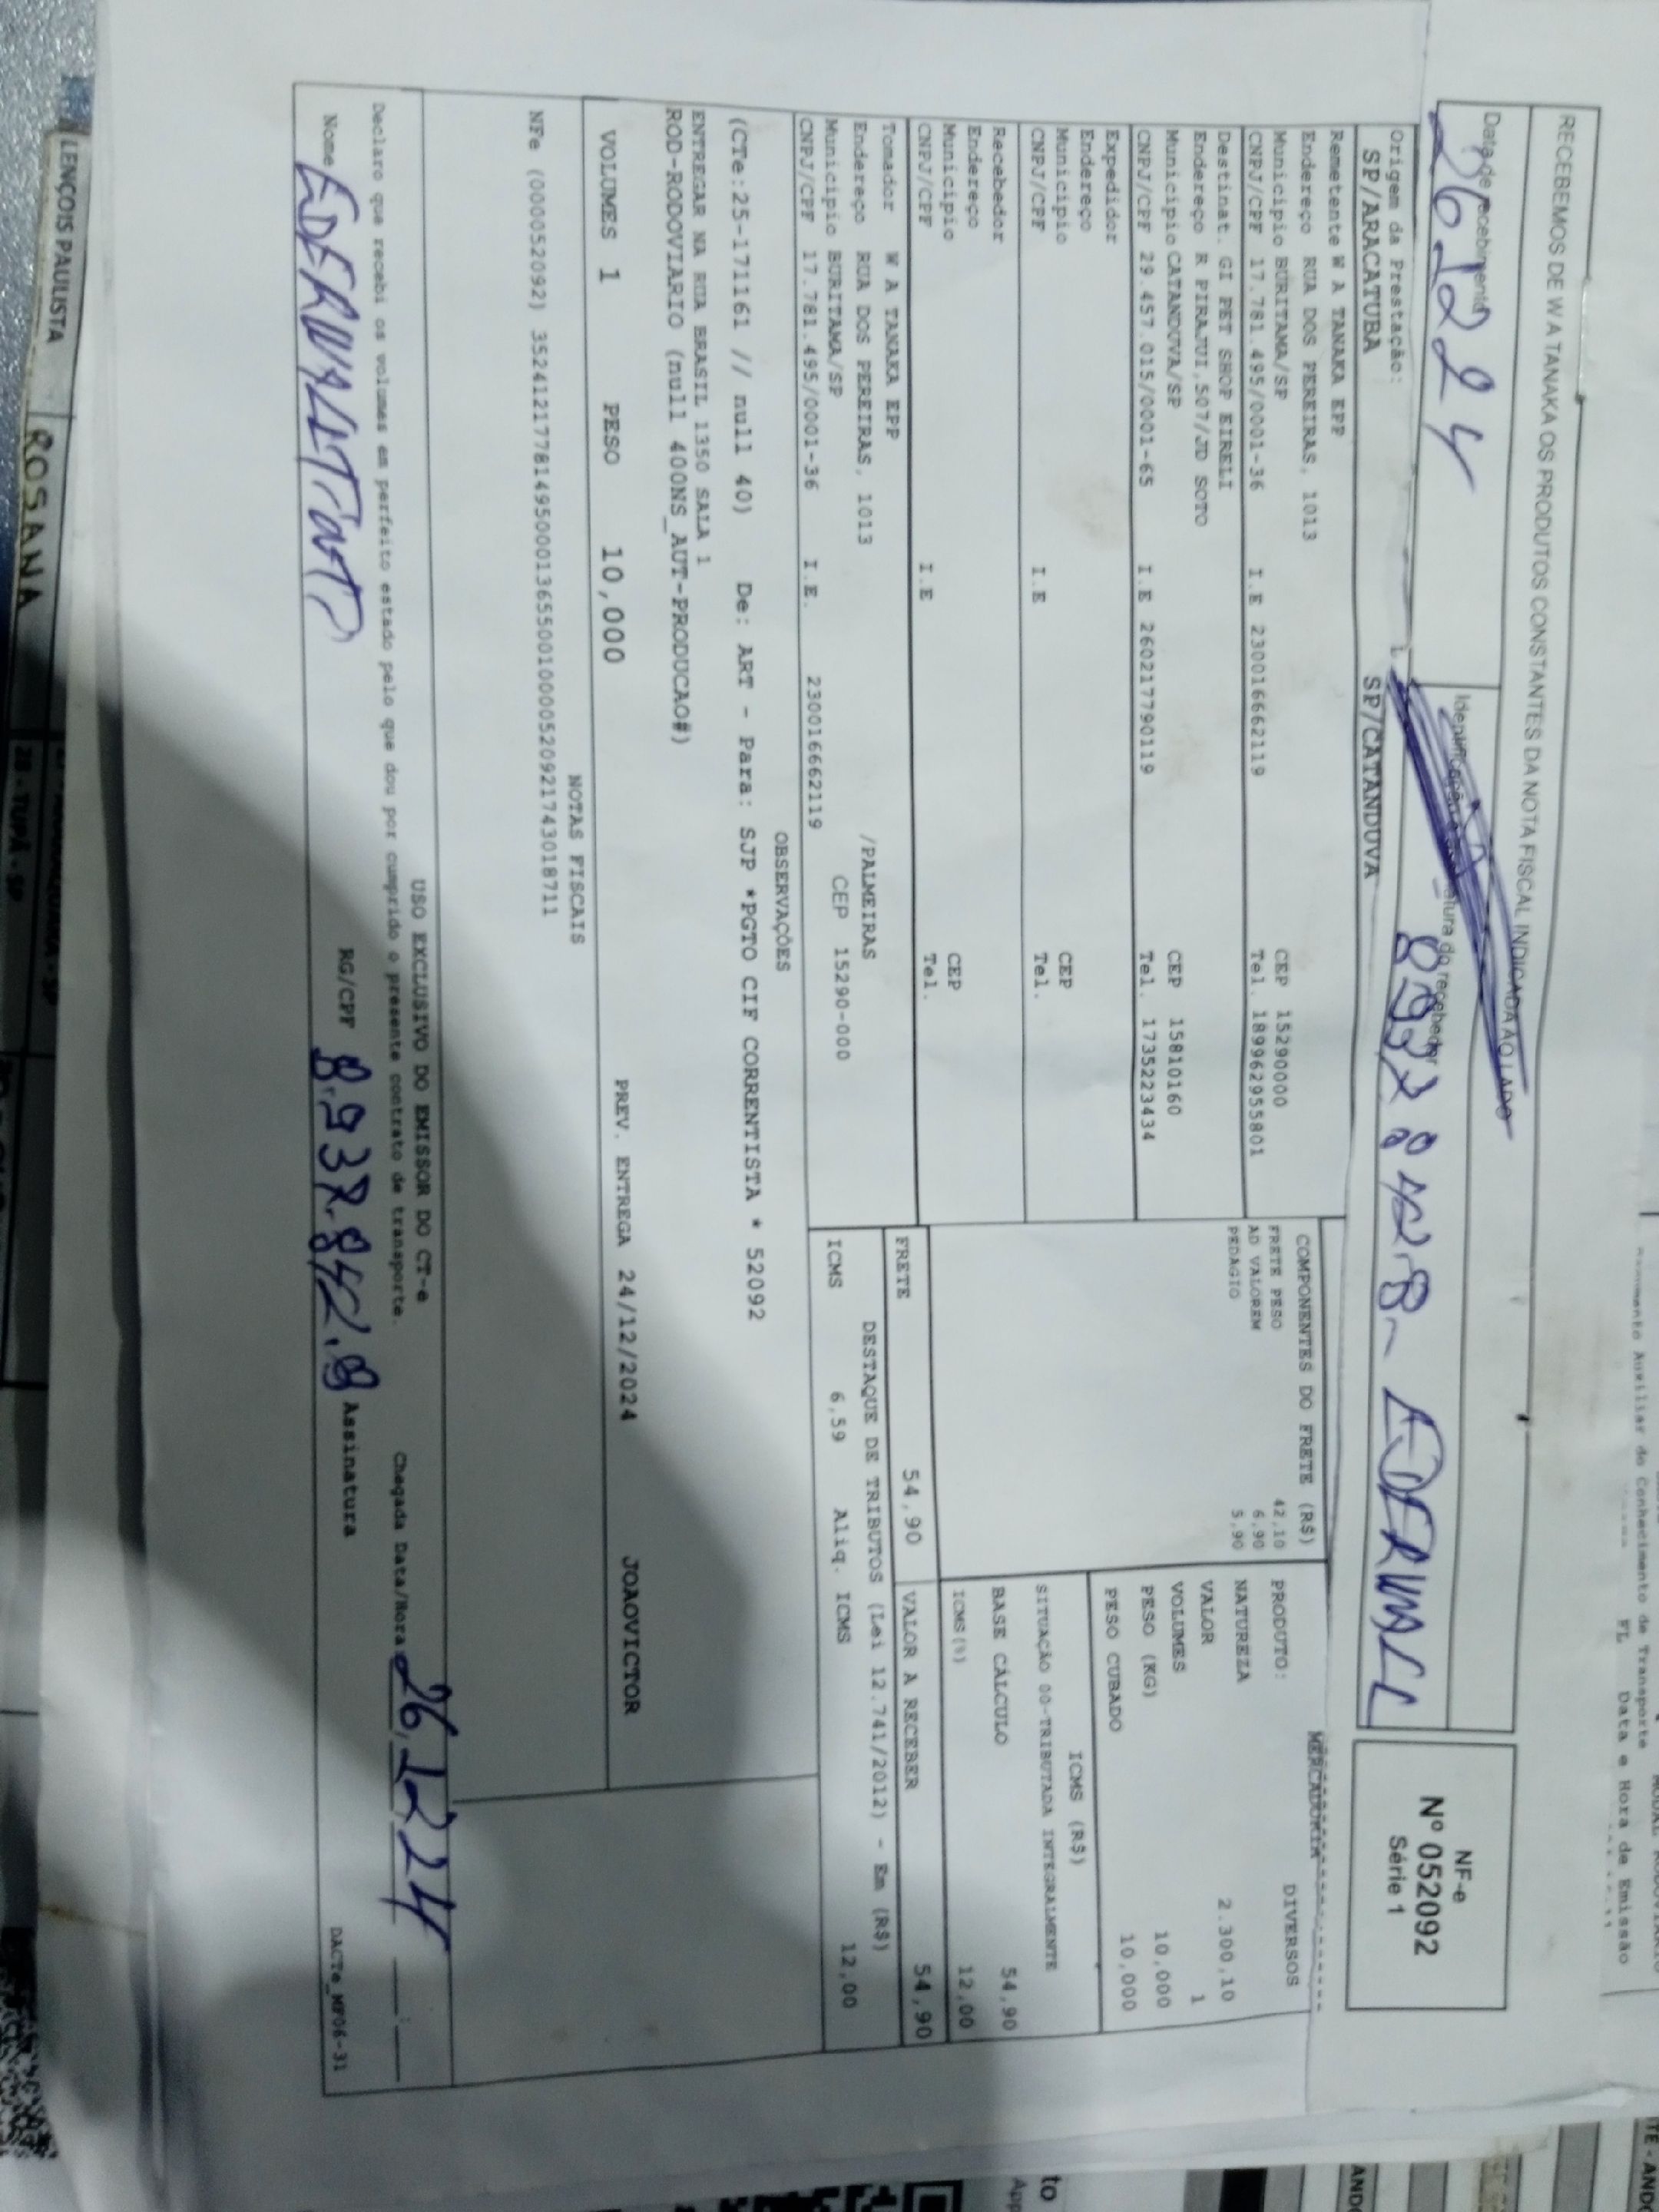 RECEBEMOS DE W A TANAKA OS PRODUTOS CONSTANTES DA NOTA FISCAL INDICADA AO LADO
Data de recebimento
26 12 24
NF-e
Nº 052092
Série 1
Origem da Prestação:
SP/ARACATUBA
SP/CATANDUVA
Remetente W A TANAKA EPP
Endereço RUA DOS PEREIRAS, 1013
Municipio BURITAMA/SP CEP 15290000
CNPJ/CPF 17.781.495/0001-36 I.E 230016662119 Tel. 189962955801
Destinat. GI PET SHOP EIRELI
Endereço R PIRAJUI,507/JD SOTO
Municipio CATANDUVA/SP CEP 15810160
CNPJ/CPF 29.457.015/0001-65 I.E 260217790119 Tel. 1735223434
Expedidor
Endereço
Municipio CEP
CNPJ/CPF I.E Tel.
Recebedor
Endereço
Municipio CEP
CNPJ/CPF I.E Tel.
Tomador W A TANAKA EPP
Endereço RUA DOS PEREIRAS, 1013 /PALMEIRAS
Municipio BURITAMA/SP CEP 15290-000
CNPJ/CPF 17.781.495/0001-36 I.E. 230016662119
COMPONENTES DO FRETE (R$)
FRETE PESO 42,10
AD VALOREM 6,90
PEDAGIO 5,90
MERCADORIA
PRODUTO: DIVERSOS
NATUREZA
VALOR 2.300,10
VOLUMES 1
PESO (KG) 10,000
PESO CUBADO 10,000
ICMS (R$)
SITUAÇÃO 00-TRIBUTADA INTEGRALMENTE
BASE CÁLCULO 54,90
ICMS(%) 12,00
FRETE 54,90 VALOR A RECEBER 54,90
DESTAQUE DE TRIBUTOS (Lei 12.741/2012) - Em (R$)
ICMS 6,59 Aliq. ICMS 12,00
OBSERVAÇÕES
(CTe:25-171161 // null 40) De: ART - Para: SJP *PGTO CIF CORRENTISTA * 52092
ENTREGAR NA RUA BRASIL 1350 SALA 1
ROD-RODOVIARIO (null 400NS_AUT-PRODUCAO#)
VOLUMES 1 PESO 10,000 PREV. ENTREGA 24/12/2024 JOAOVICTOR
NOTAS FISCAIS
NFe (000052092) 35241217781495000136550010000520921743018711
USO EXCLUSIVO DO EMISSOR DO CT-e
Declaro que recebi os volumes em perfeito estado pelo que dou por cumprido o presente contrato de transporte. Chegada Data/Hora 26 12 24
Nome RG/CPF 8.937.842.8 Assinatura
DACTe_MF06-31
LENÇOIS PAULISTA
ROSANA
28 - TUPÃ - SP